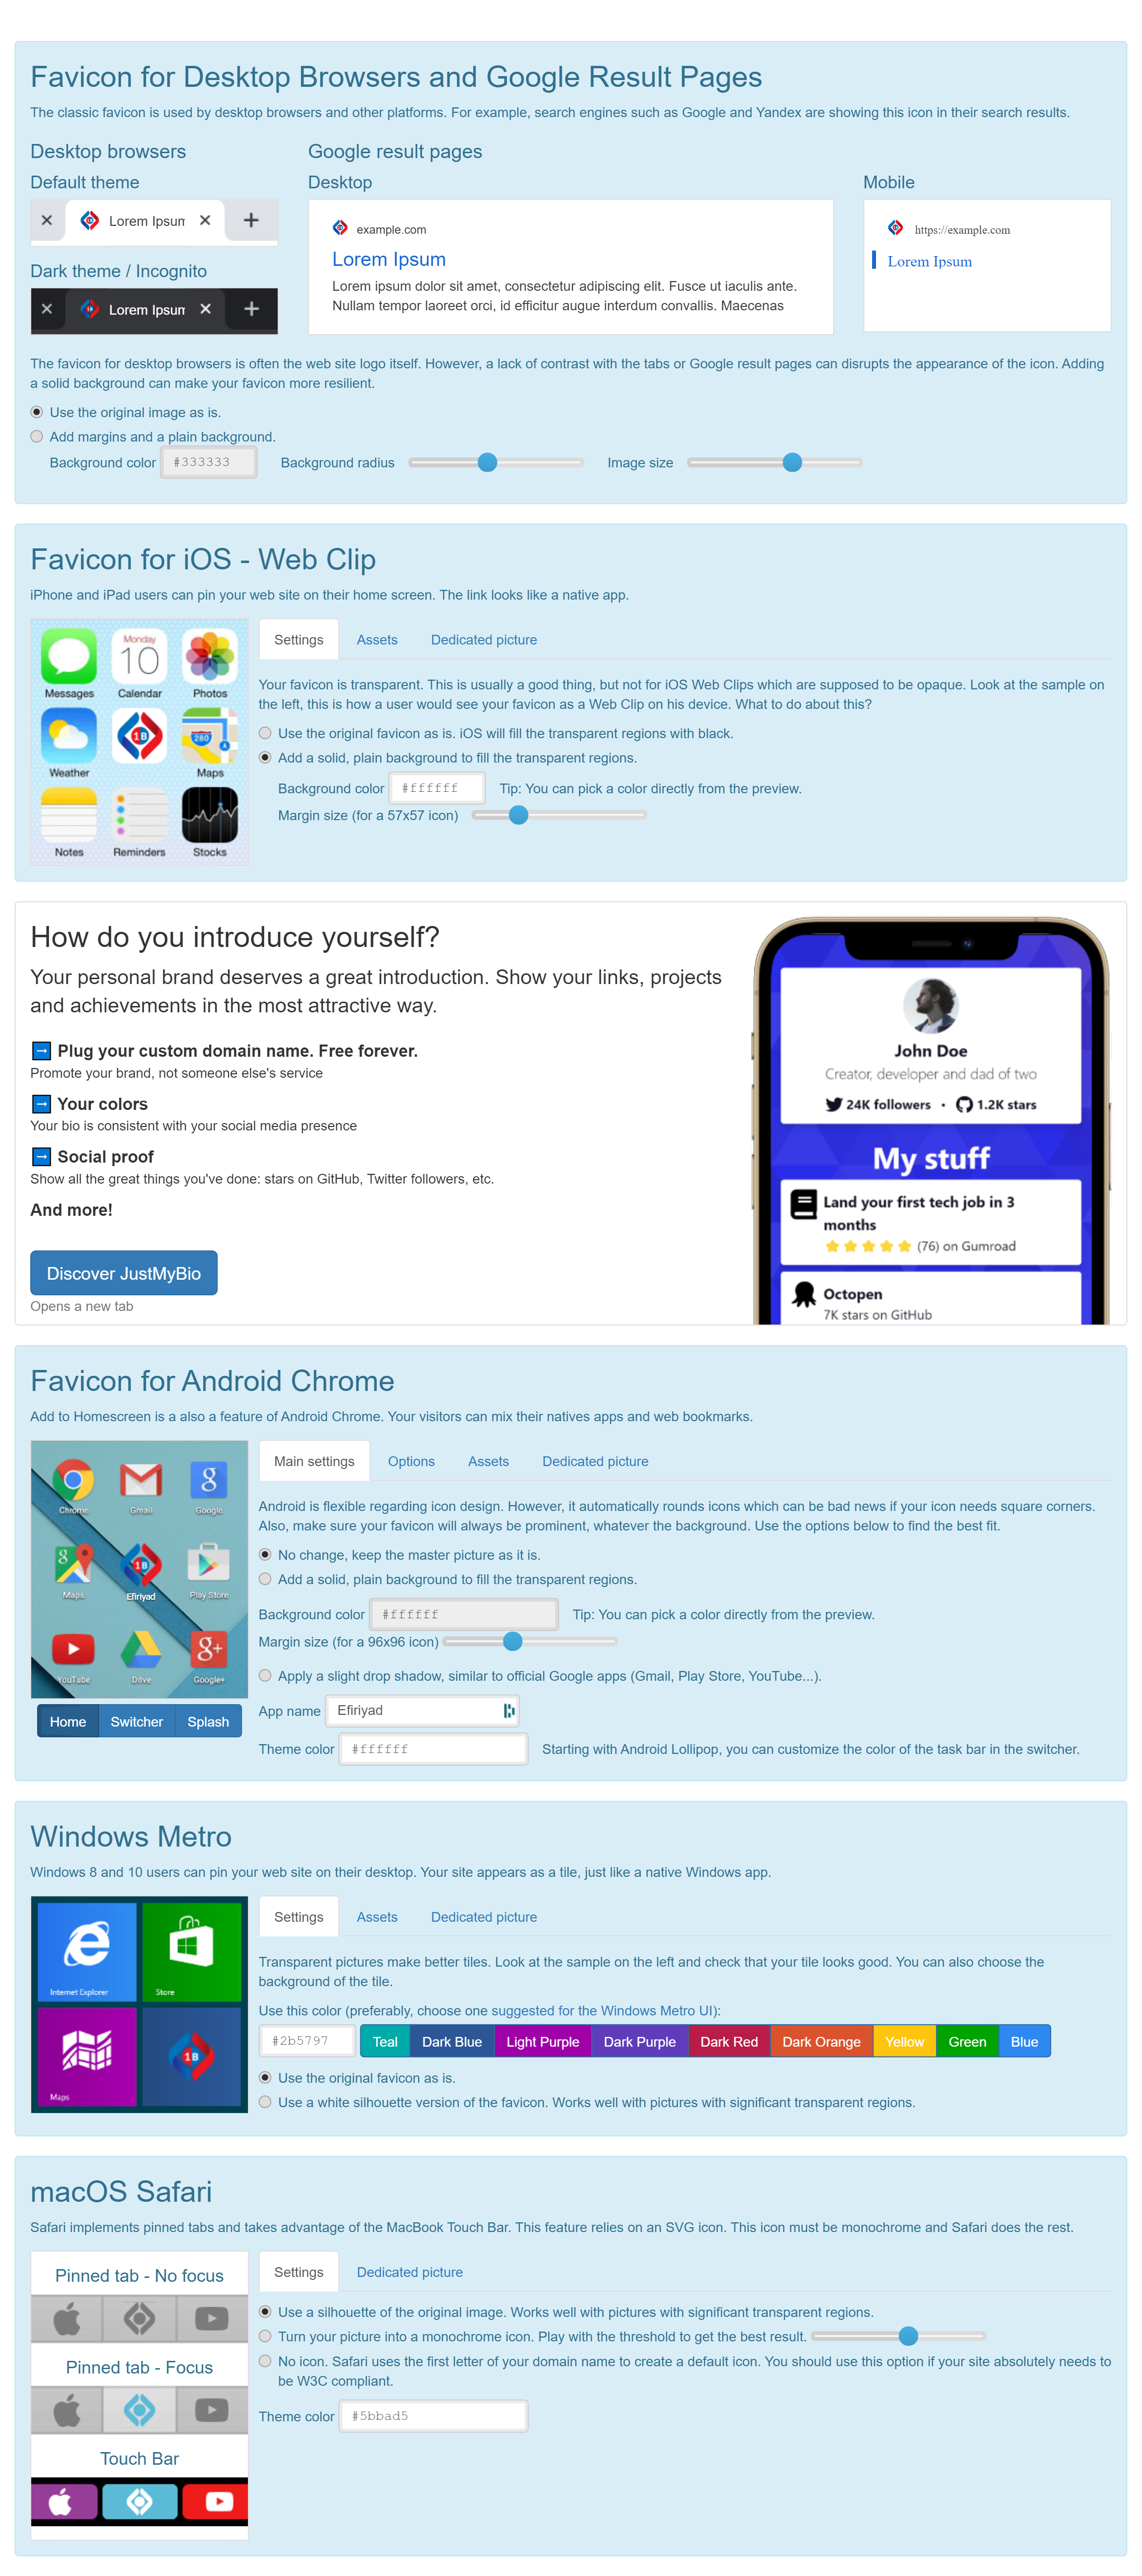 Favicon for Desktop Browsers and Google Result Pages
The classic favicon is used by desktop browsers and other platforms. For example, search engines such as Google and Yandex are showing this icon in their search results.
Desktop browsers
Default theme
Lorem Ipsum
Dark theme / Incognito
Lorem Ipsum
Google result pages
Desktop
example.com
Lorem Ipsum
Lorem ipsum dolor sit amet, consectetur adipiscing elit. Fusce ut iaculis ante.
Nullam tempor laoreet orci, id efficitur augue interdum convallis. Maecenas
Mobile
https://example.com
Lorem Ipsum
The favicon for desktop browsers is often the web site logo itself. However, a lack of contrast with the tabs or Google result pages can disrupts the appearance of the icon. Adding
a solid background can make your favicon more resilient.
Use the original image as is.
Add margins and a plain background.
Background color #333333 Background radius Image size
Favicon for iOS - Web Clip
iPhone and iPad users can pin your web site on their home screen. The link looks like a native app.
Monday
10
Messages Calendar Photos
1B
280
Weather Maps
Notes Reminders Stocks
Settings Assets Dedicated picture
Your favicon is transparent. This is usually a good thing, but not for iOS Web Clips which are supposed to be opaque. Look at the sample on
the left, this is how a user would see your favicon as a Web Clip on his device. What to do about this?
Use the original favicon as is. iOS will fill the transparent regions with black.
Add a solid, plain background to fill the transparent regions.
Background color #ffffff Tip: You can pick a color directly from the preview.
Margin size (for a 57x57 icon)
How do you introduce yourself?
Your personal brand deserves a great introduction. Show your links, projects
and achievements in the most attractive way.
Plug your custom domain name. Free forever.
Promote your brand, not someone else's service
Your colors
Your bio is consistent with your social media presence
Social proof
Show all the great things you've done: stars on GitHub, Twitter followers, etc.
And more!
Discover JustMyBio
Opens a new tab
John Doe
Creator, developer and dad of two
24K followers · 1.2K stars
My stuff
Land your first tech job in 3
months
(76) on Gumroad
Octopen
7K stars on GitHub
Favicon for Android Chrome
Add to Homescreen is a also a feature of Android Chrome. Your visitors can mix their natives apps and web bookmarks.
Chrome Gmail Google
1B
Maps Efiriyad Play Store
YouTube Drive Google+
Home Switcher Splash
Main settings Options Assets Dedicated picture
Android is flexible regarding icon design. However, it automatically rounds icons which can be bad news if your icon needs square corners.
Also, make sure your favicon will always be prominent, whatever the background. Use the options below to find the best fit.
No change, keep the master picture as it is.
Add a solid, plain background to fill the transparent regions.
Background color #ffffff Tip: You can pick a color directly from the preview.
Margin size (for a 96x96 icon)
Apply a slight drop shadow, similar to official Google apps (Gmail, Play Store, YouTube...).
App name Efiriyad
Theme color #ffffff Starting with Android Lollipop, you can customize the color of the task bar in the switcher.
Windows Metro
Windows 8 and 10 users can pin your web site on their desktop. Your site appears as a tile, just like a native Windows app.
Internet Explorer Store
1B
Maps
Settings Assets Dedicated picture
Transparent pictures make better tiles. Look at the sample on the left and check that your tile looks good. You can also choose the
background of the tile.
Use this color (preferably, choose one suggested for the Windows Metro UI):
#2b5797 Teal Dark Blue Light Purple Dark Purple Dark Red Dark Orange Yellow Green Blue
Use the original favicon as is.
Use a white silhouette version of the favicon. Works well with pictures with significant transparent regions.
macOS Safari
Safari implements pinned tabs and takes advantage of the MacBook Touch Bar. This feature relies on an SVG icon. This icon must be monochrome and Safari does the rest.
Pinned tab - No focus
Pinned tab - Focus
Touch Bar
Settings Dedicated picture
Use a silhouette of the original image. Works well with pictures with significant transparent regions.
Turn your picture into a monochrome icon. Play with the threshold to get the best result.
No icon. Safari uses the first letter of your domain name to create a default icon. You should use this option if your site absolutely needs to
be W3C compliant.
Theme color #5bbad5